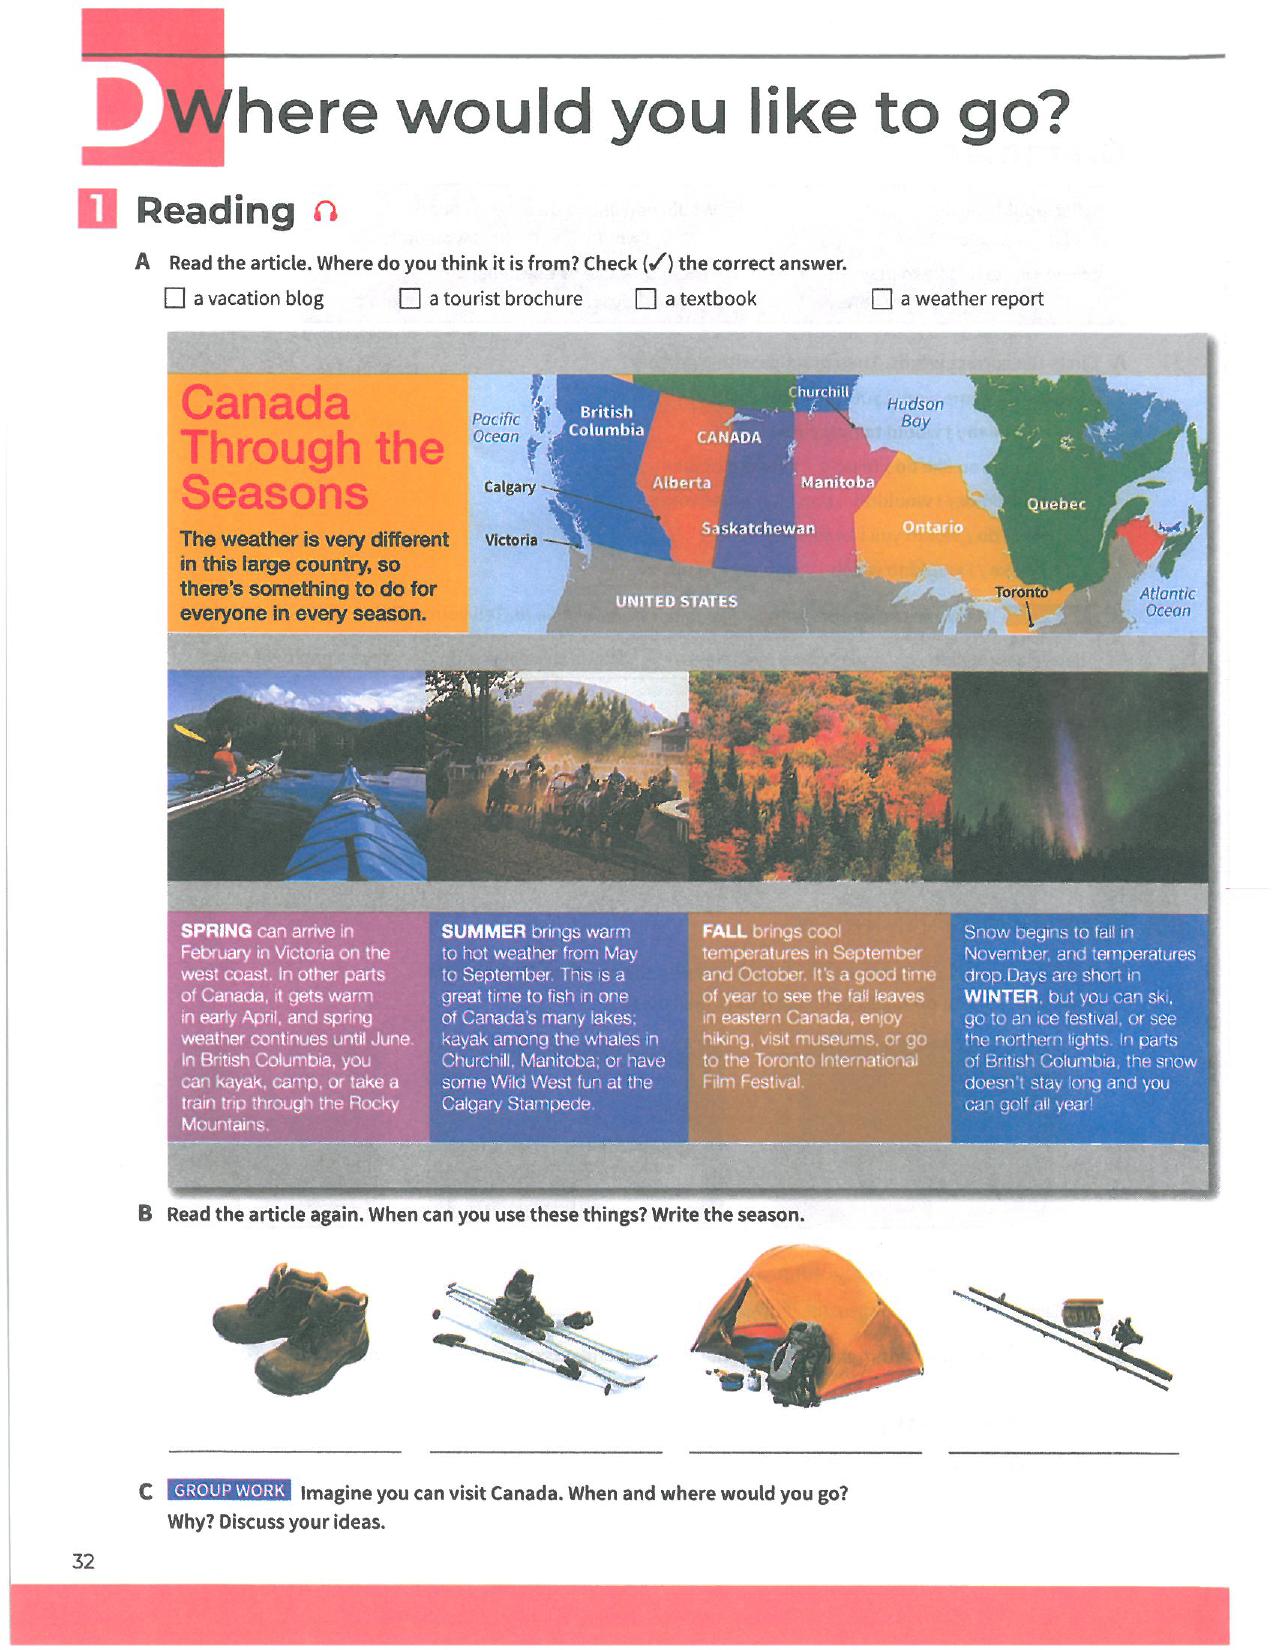 D Where would you like to go?
1 Reading
A Read the article. Where do you think it is from? Check (✓) the correct answer.
☐ a vacation blog ☐ a tourist brochure ☐ a textbook ☐ a weather report
Canada
Through the
Seasons
The weather is very different
in this large country, so
there's something to do for
everyone in every season.
Pacific
Ocean
British
Columbia
Calgary
Victoria
CANADA
Alberta
Saskatchewan
UNITED STATES
Churchill
Manitoba
Hudson
Bay
Ontario
Quebec
Toronto
Atlantic
Ocean
SPRING can arrive in
February in Victoria on the
west coast. In other parts
of Canada, it gets warm
in early April, and spring
weather continues until June.
In British Columbia, you
can kayak, camp, or take a
train trip through the Rocky
Mountains.
SUMMER brings warm
to hot weather from May
to September. This is a
great time to fish in one
of Canada's many lakes;
kayak among the whales in
Churchill, Manitoba; or have
some Wild West fun at the
Calgary Stampede.
FALL brings cool
temperatures in September
and October. It's a good time
of year to see the fall leaves
in eastern Canada, enjoy
hiking, visit museums, or go
to the Toronto International
Film Festival.
Snow begins to fall in
November, and temperatures
drop.Days are short in
WINTER, but you can ski,
go to an ice festival, or see
the northern lights. In parts
of British Columbia, the snow
doesn't stay long and you
can golf all year!
B Read the article again. When can you use these things? Write the season.
C GROUP WORK Imagine you can visit Canada. When and where would you go?
Why? Discuss your ideas.
32